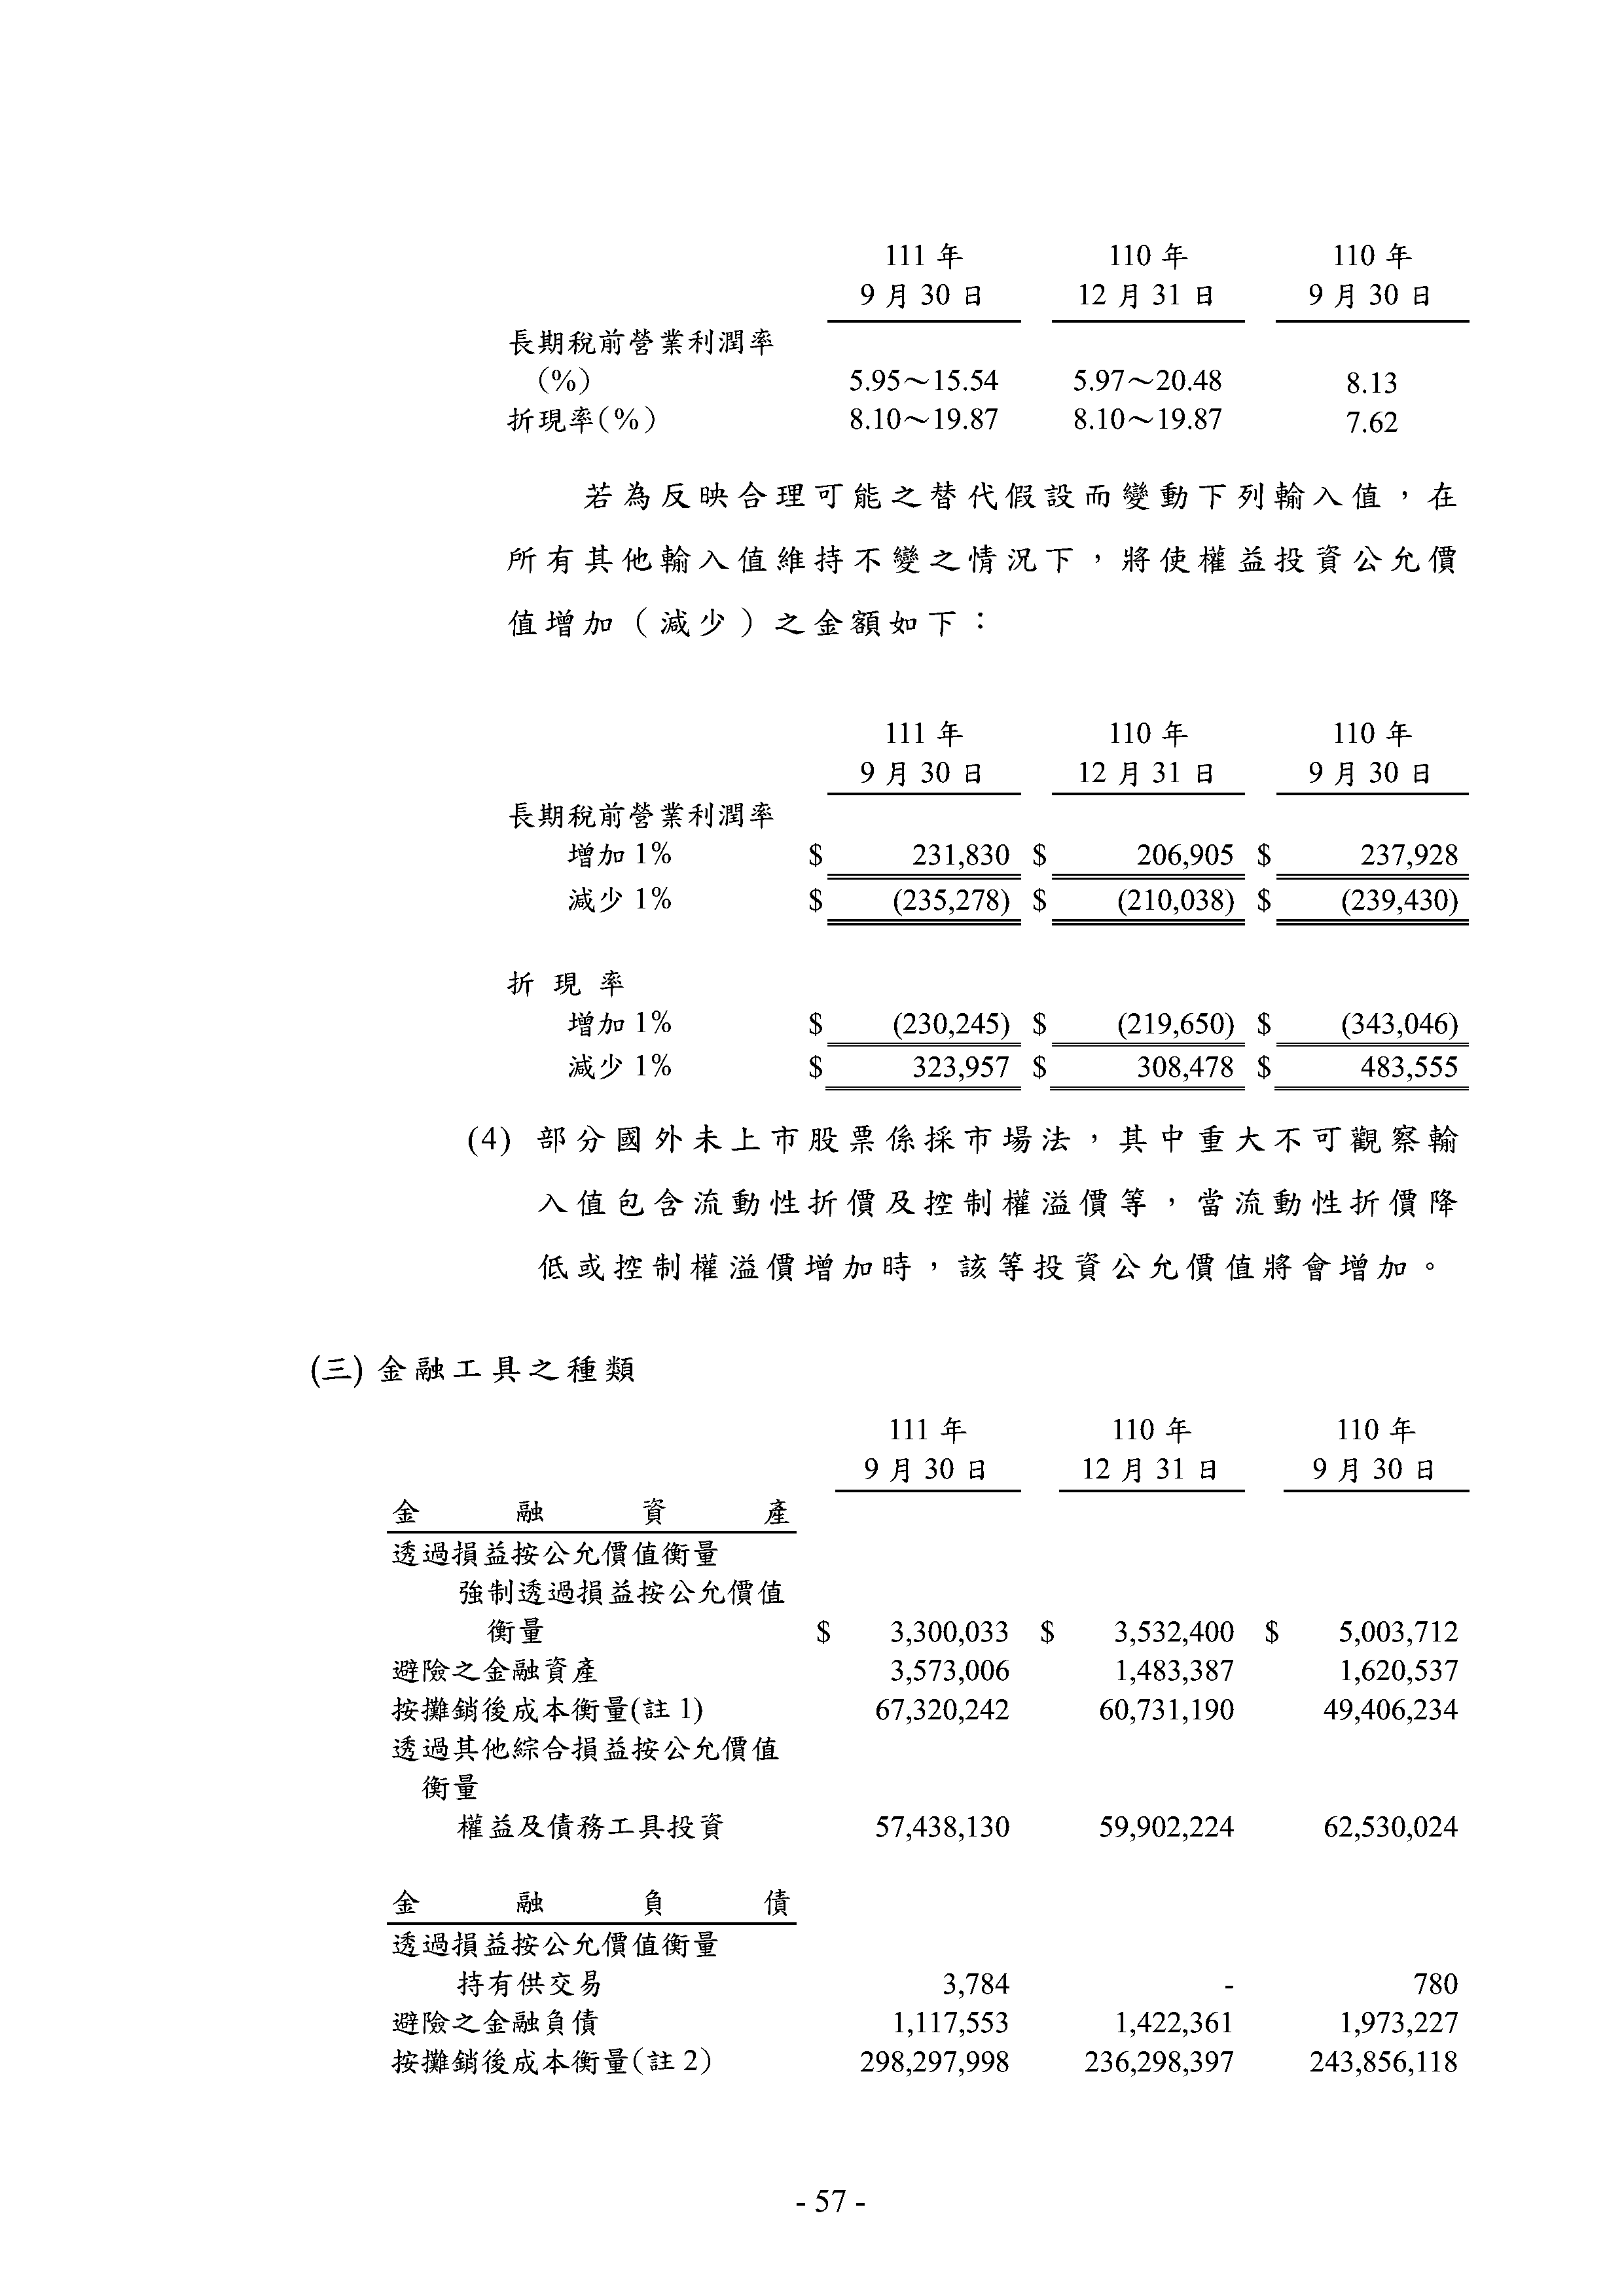 111 年 110 年 110 年
9 月 30 日 12 月 31 日 9 月 30 日
長期稅前營業利潤率
（%） 5.95～15.54 5.97～20.48 8.13
折現率（%） 8.10～19.87 8.10～19.87 7.62
若為反映合理可能之替代假設而變動下列輸入值，在
所有其他輸入值維持不變之情況下，將使權益投資公允價
值增加（減少）之金額如下：
111 年 110 年 110 年
9 月 30 日 12 月 31 日 9 月 30 日
長期稅前營業利潤率
增加 1% $ 231,830 $ 206,905 $ 237,928
減少 1% $ (235,278) $ (210,038) $ (239,430)
折 現 率
增加 1% $ (230,245) $ (219,650) $ (343,046)
減少 1% $ 323,957 $ 308,478 $ 483,555
(4) 部分國外未上市股票係採市場法，其中重大不可觀察輸
入值包含流動性折價及控制權溢價等，當流動性折價降
低或控制權溢價增加時，該等投資公允價值將會增加。
(三) 金融工具之種類
111 年 110 年 110 年
9 月 30 日 12 月 31 日 9 月 30 日
金 融 資 產
透過損益按公允價值衡量
強制透過損益按公允價值
衡量 $ 3,300,033 $ 3,532,400 $ 5,003,712
避險之金融資產 3,573,006 1,483,387 1,620,537
按攤銷後成本衡量(註 1) 67,320,242 60,731,190 49,406,234
透過其他綜合損益按公允價值
衡量
權益及債務工具投資 57,438,130 59,902,224 62,530,024
金 融 負 債
透過損益按公允價值衡量
持有供交易 3,784 - 780
避險之金融負債 1,117,553 1,422,361 1,973,227
按攤銷後成本衡量（註 2） 298,297,998 236,298,397 243,856,118
- 57 -